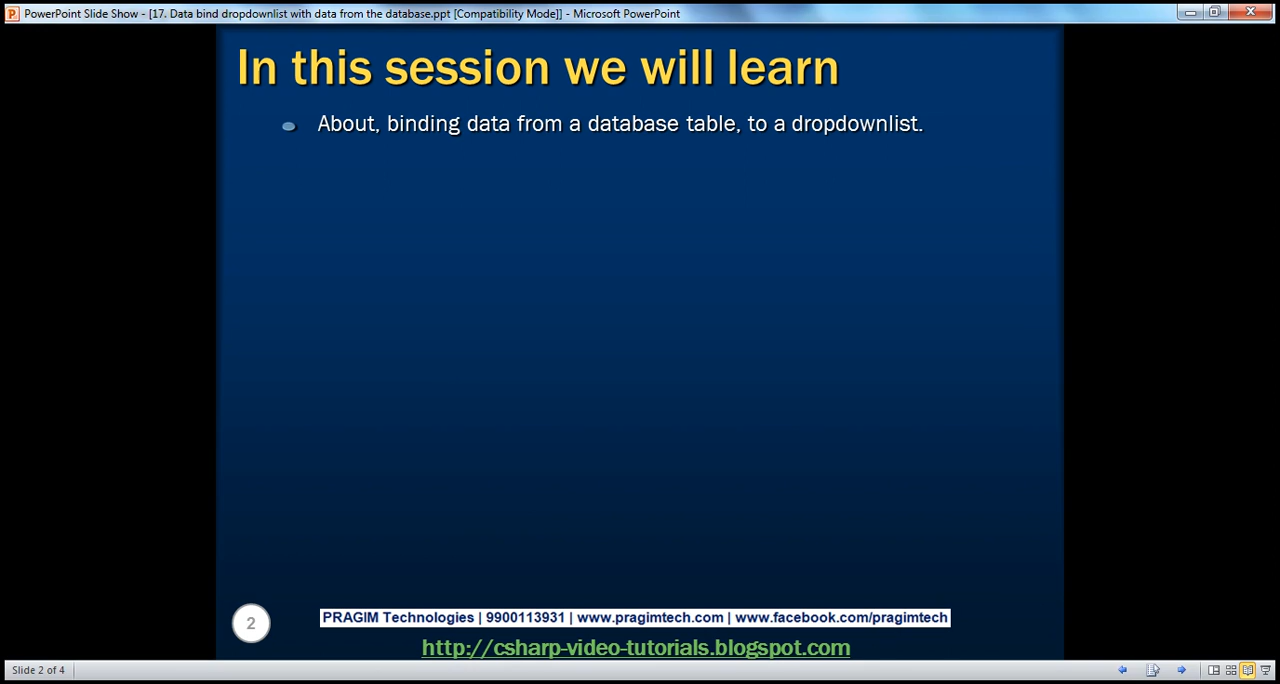 PowerPoint Slide Show - [17. Data bind dropdownlist with data from the database.ppt [Compatibility Mode]] - Microsoft PowerPoint
In this session we will learn
About, binding data from a database table, to a dropdownlist.
2
PRAGIM Technologies | 9900113931 | www.pragimtech.com | www.facebook.com/pragimtech
http://csharp-video-tutorials.blogspot.com
Slide 2 of 4